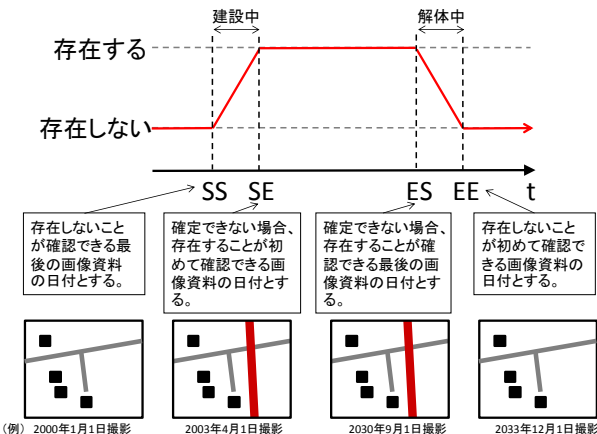 建設中
解体中
存在する
存在しない
SS SE ES EE t
存在しないこと
が確認できる最
後の画像資料
の日付とする。
確定できない場合、
存在することが初
めて確認できる画
像資料の日付とす
る。
確定できない場合、
存在することが確
認できる最後の画
像資料の日付とす
る。
存在しないこと
が初めて確認で
きる画像資料の
日付とする。
(例) 2000年1月1日撮影
2003年4月1日撮影
2030年9月1日撮影
2033年12月1日撮影